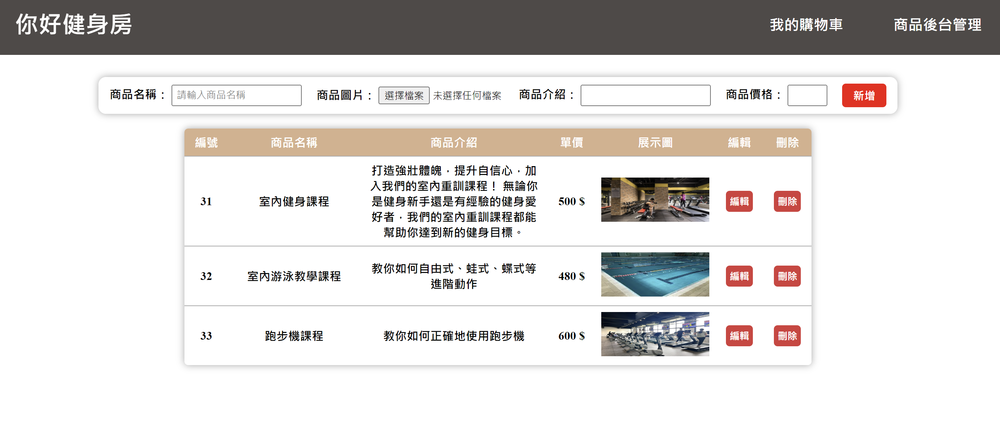 你好健身房
我的購物車
商品後台管理
商品名稱：
請輸入商品名稱
商品圖片：
選擇檔案 未選擇任何檔案
商品介紹：
商品價格：
新增
編號 商品名稱 商品介紹 單價 展示圖 編輯 刪除
31
室內健身課程
打造強壯體魄，提升自信心，加
入我們的室內重訓課程！ 無論你
是健身新手還是有經驗的健身愛
好者，我們的室內重訓課程都能
幫助你達到新的健身目標。
500 $
編輯
刪除
32
室內游泳教學課程
教你如何自由式、蛙式、蝶式等
進階動作
480 $
編輯
刪除
33
跑步機課程
教你如何正確地使用跑步機
600 $
編輯
刪除